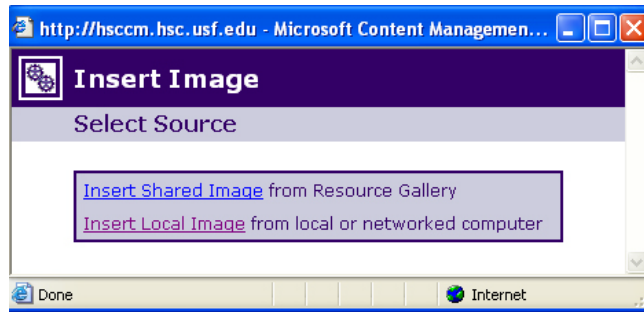 http://hsccm.hsc.usf.edu - Microsoft Content Managemen...
Insert Image
Select Source
Insert Shared Image from Resource Gallery
Insert Local Image from local or networked computer
Done
Internet